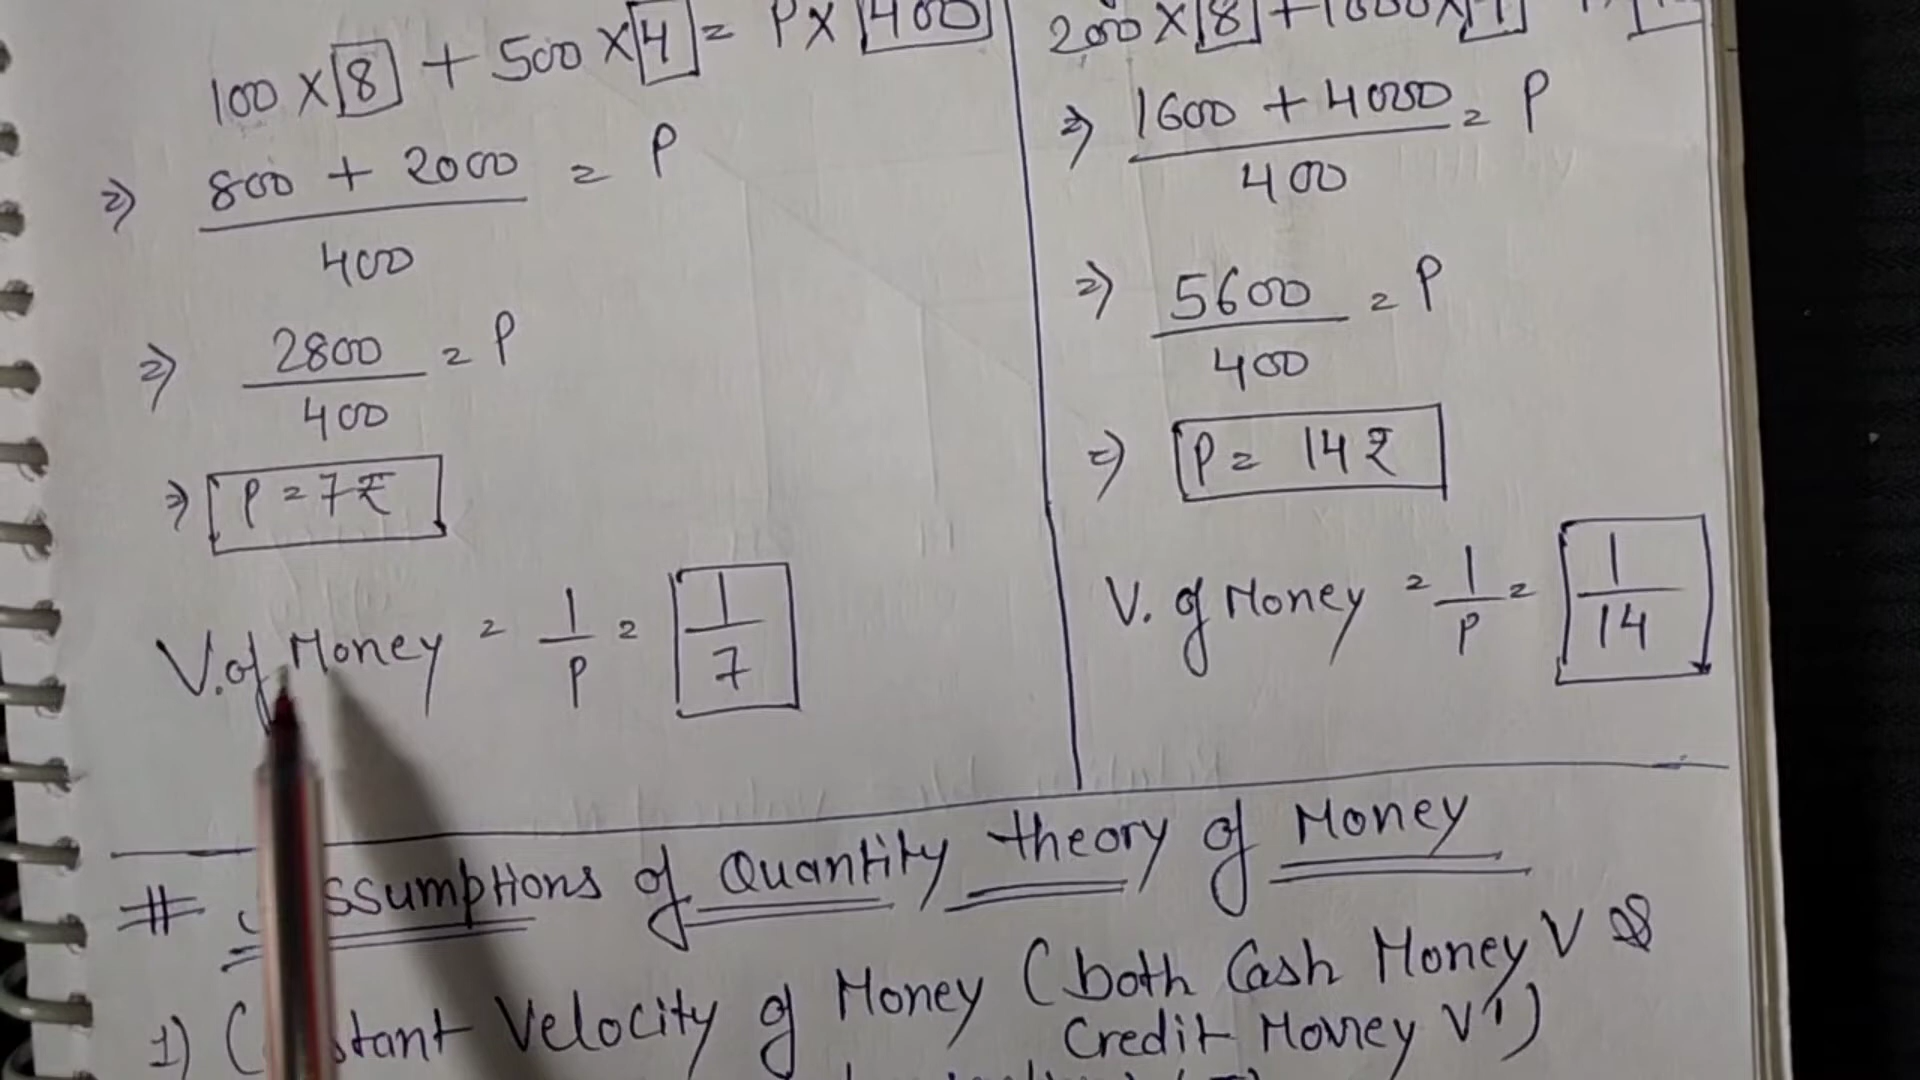 100 × 8 + 500 × 4 = P × 400
⇒ 800 + 2000 = P
400
⇒ 2800 = P
400
⇒ P = 7₹
V. of Money = 1/P = 1/7
200 × 8 + 1000 ×
⇒ 1600 + 4000 = P
400
⇒ 5600 = P
400
⇒ P = 14₹
V. of Money = 1/P = 1/14
# ssumptions of Quantity theory of Money
1) C stant Velocity of Money (both Cash Money V &
Credit Money V')